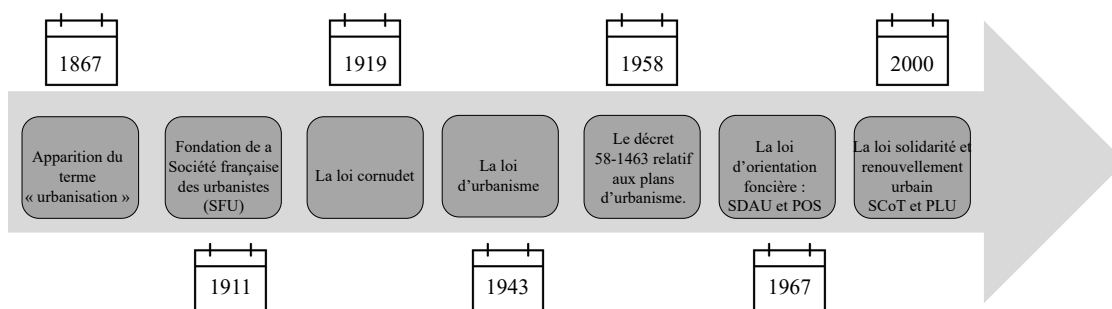 1867
1919
1958
2000
Apparition du
terme
« urbanisation »
Fondation de a
Société française
des urbanistes
(SFU)
La loi cornudet
La loi
d’urbanisme
Le décret
58-1463 relatif
aux plans
d’urbanisme.
La loi
d’orientation
foncière :
SDAU et POS
La loi solidarité et
renouvellement
urbain
SCoT et PLU
1911
1943
1967